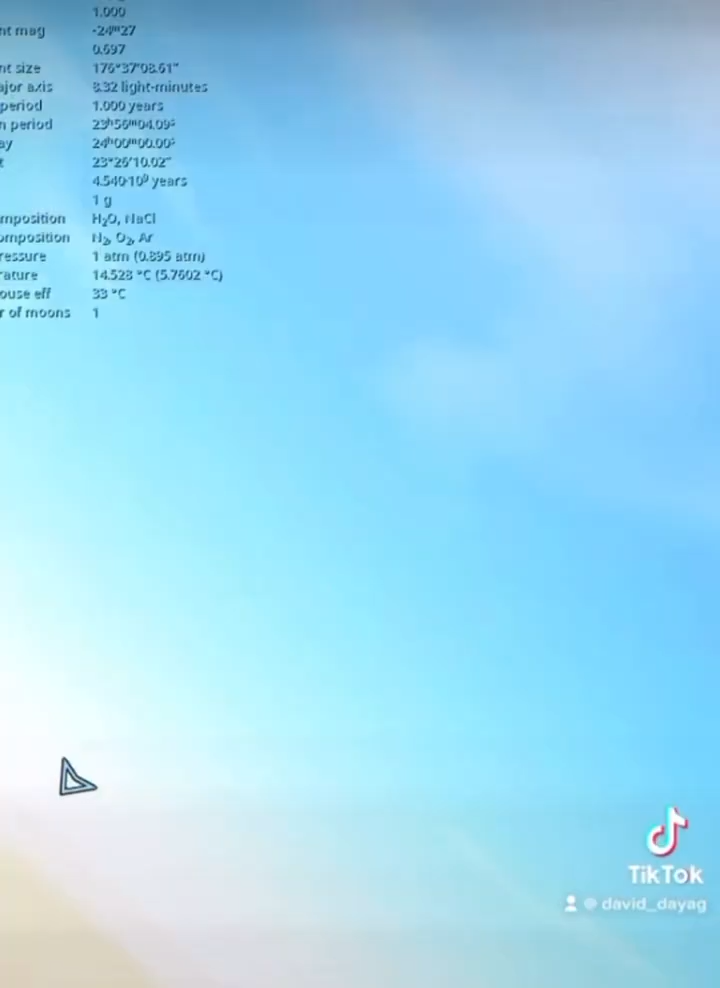 1.000
nt mag -24ᵐ27
0.697
nt size 176°37'08.61"
ajor axis 8.32 light-minutes
period 1.000 years
n period 23ʰ56ᵐ04.09ˢ
ay 24ʰ00ᵐ00.00ˢ
t 23°26'10.02"
4.540·10⁹ years
1 g
mposition H₂O, NaCl
omposition N₂, O₂, Ar
ressure 1 atm (0.895 atm)
rature 14.528 °C (5.7602 °C)
ouse eff 33 °C
r of moons 1
TikTok
@ david_dayag